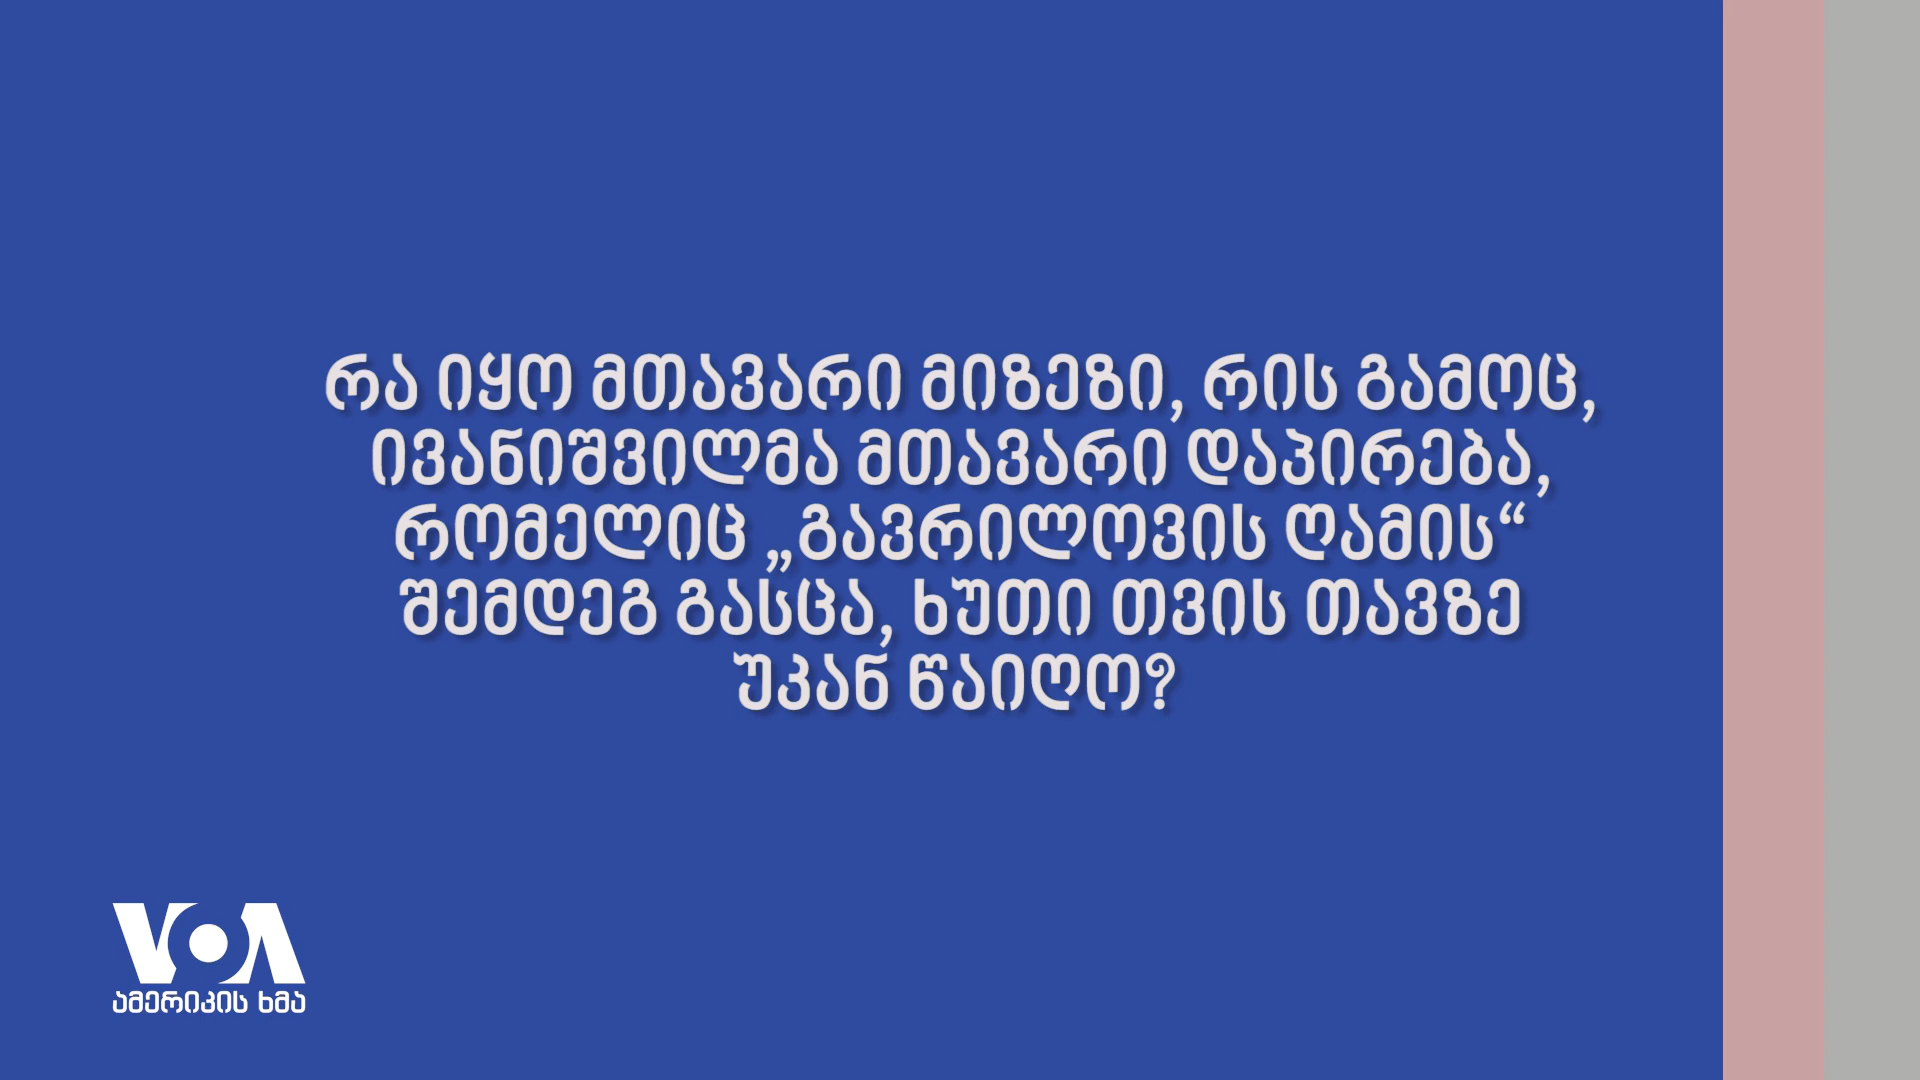 რა იყო მთავარი მიზეზი, რის გამოც,
ივანიშვილმა მთავარი დაპირება,
რომელიც „გავრილოვის ღამის“
შემდეგ გასცა, ხუთი თვის თავზე
უკან წაიღო?
VOA
ამერიკის ხმა